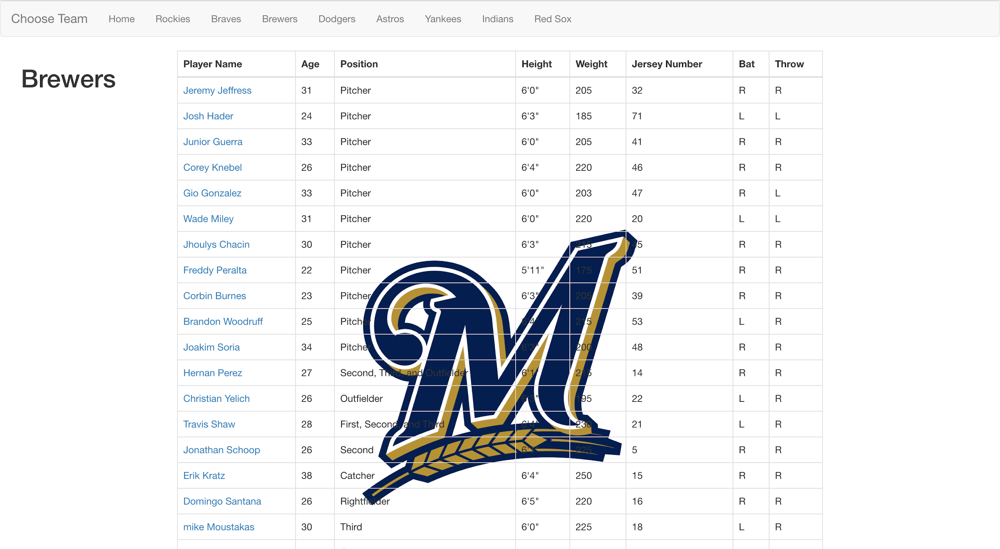 Choose Team Home Rockies Braves Brewers Dodgers Astros Yankees Indians Red Sox
Brewers
Player Name Age Position Height Weight Jersey Number Bat Throw
Jeremy Jeffress 31 Pitcher 6'0" 205 32 R R
Josh Hader 24 Pitcher 6'3" 185 71 L L
Junior Guerra 33 Pitcher 6'0" 205 41 R R
Corey Knebel 26 Pitcher 6'4" 220 46 R R
Gio Gonzalez 33 Pitcher 6'0" 203 47 R L
Wade Miley 31 Pitcher 6'0" 220 20 L L
Jhoulys Chacin 30 Pitcher 6'3" 215 45 R R
Freddy Peralta 22 Pitcher 5'11" 175 51 R R
Corbin Burnes 23 Pitcher 6'3" 205 39 R R
Brandon Woodruff 25 Pitcher 6'4" 215 53 L R
Joakim Soria 34 Pitcher 6'3" 200 48 R R
Hernan Perez 27 Second, Third, and Outfielder 6'1" 215 14 R R
Christian Yelich 26 Outfielder 6'3" 195 22 L R
Travis Shaw 28 First, Second, and Third 6'4" 230 21 L R
Jonathan Schoop 26 Second 6'1" 225 5 R R
Erik Kratz 38 Catcher 6'4" 250 15 R R
Domingo Santana 26 Rightfielder 6'5" 220 16 R R
mike Moustakas 30 Third 6'0" 225 18 L R